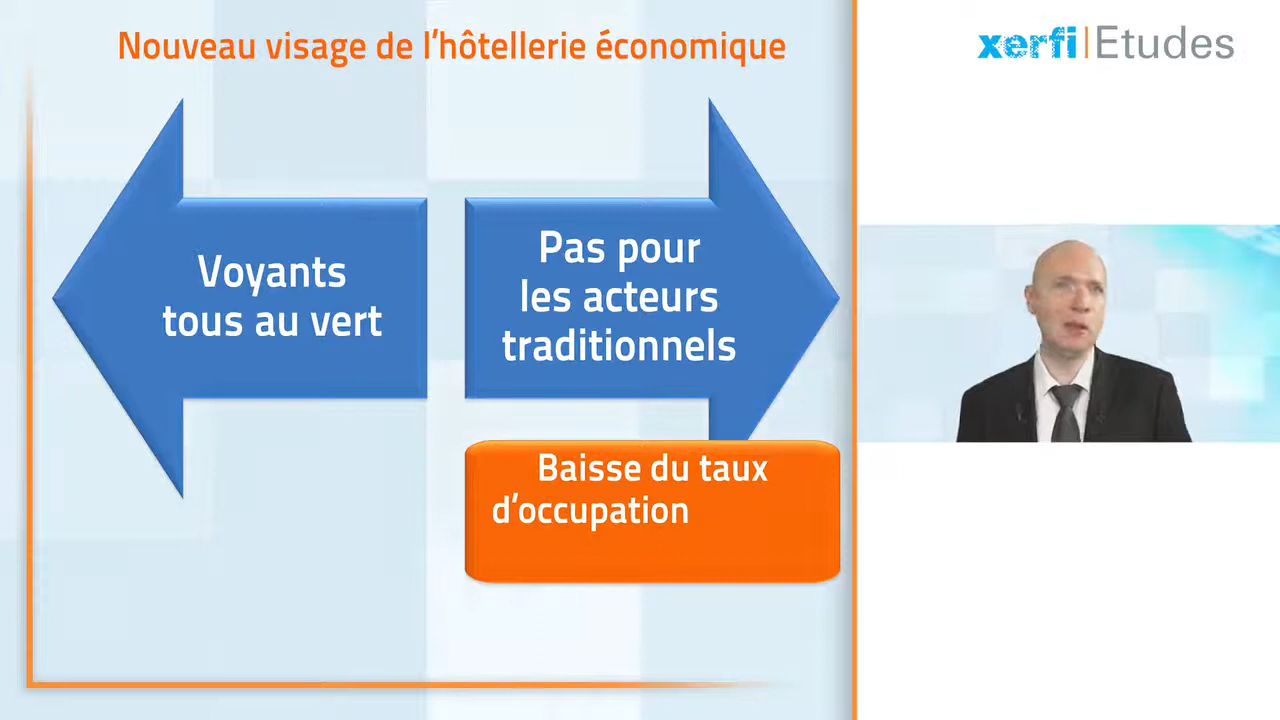 Nouveau visage de l'hôtellerie économique
xerfi Etudes
Voyants
tous au vert
Pas pour
les acteurs
traditionnels
Baisse du taux
d'occupation